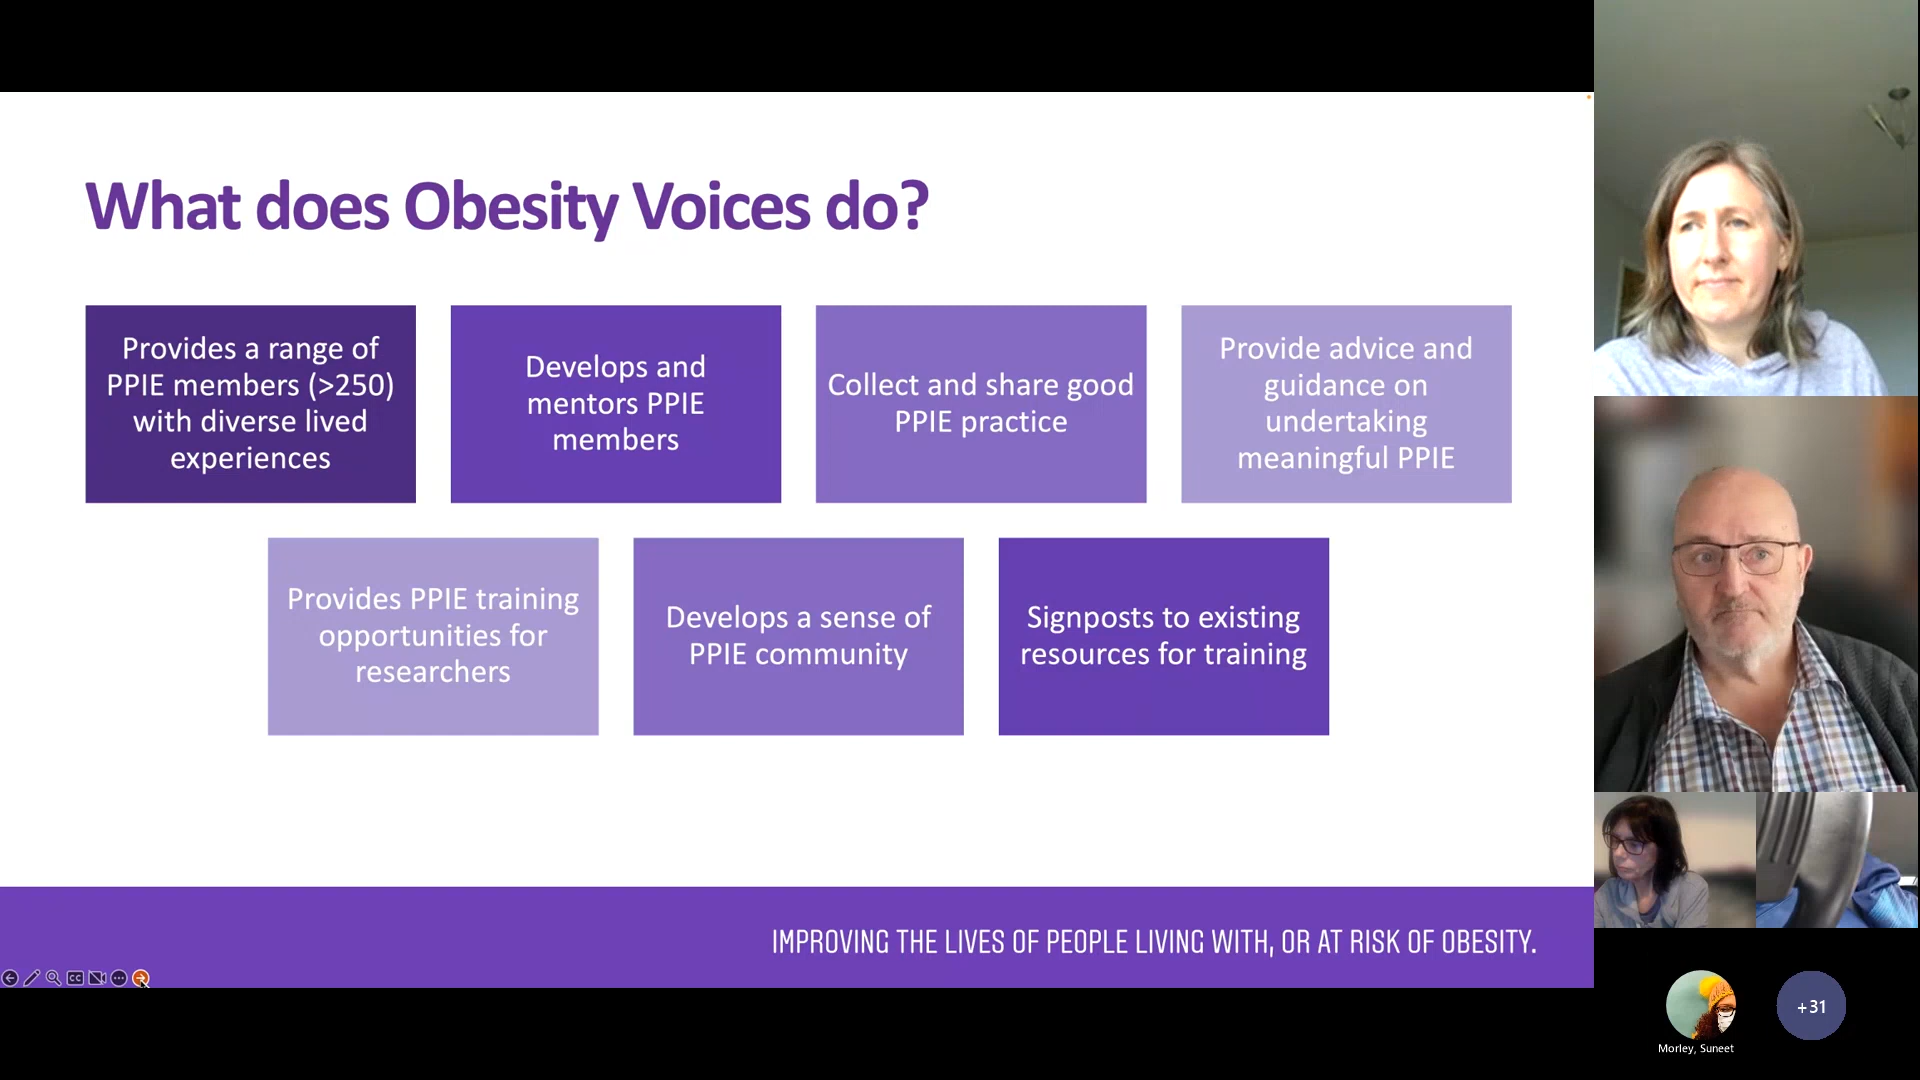 What does Obesity Voices do?
Provides a range of
PPIE members (>250)
with diverse lived
experiences
Develops and
mentors PPIE
members
Collect and share good
PPIE practice
Provide advice and
guidance on
undertaking
meaningful PPIE
Provides PPIE training
opportunities for
researchers
Develops a sense of
PPIE community
Signposts to existing
resources for training
IMPROVING THE LIVES OF PEOPLE LIVING WITH, OR AT RISK OF OBESITY.
CC
Morley, Suneet
+31